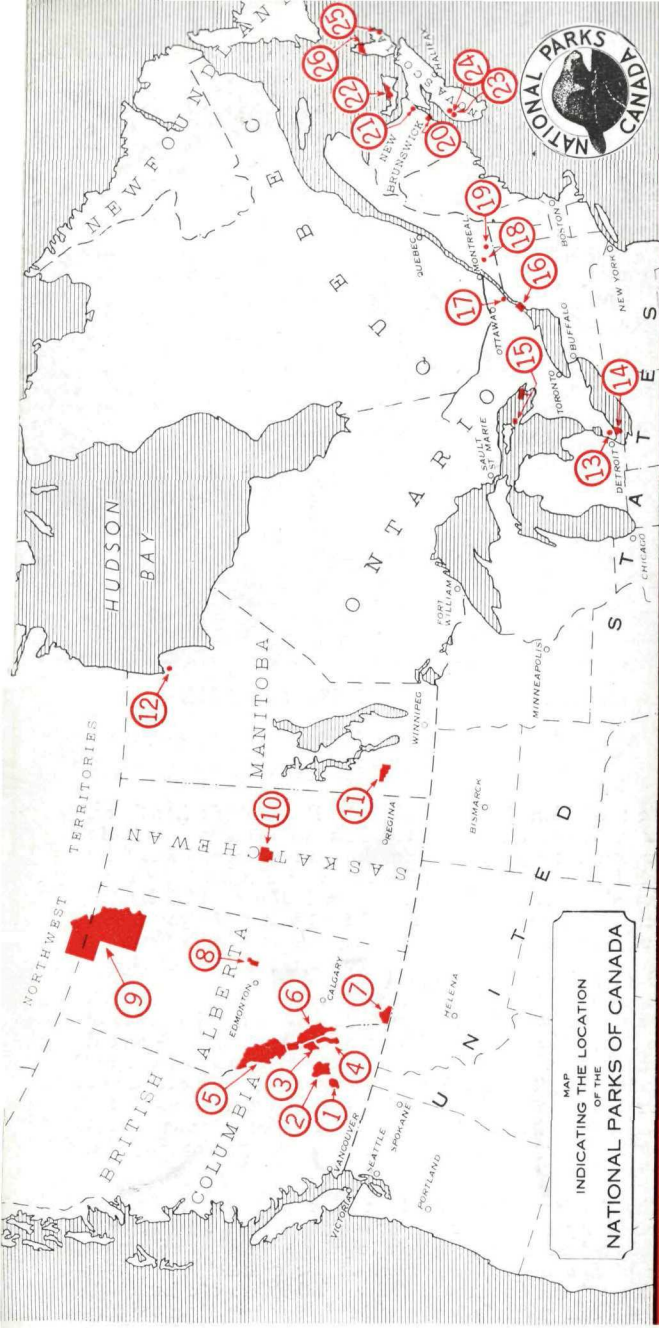 MAP
INDICATING THE LOCATION
OF THE
NATIONAL PARKS OF CANADA
NATIONAL PARKS
CANADA
NORTHWEST TERRITORIES
BRITISH
COLUMBIA
ALBERTA
SASKATCHEWAN
MANITOBA
ONTARIO
QUEBEC
NEWFOUNDLAND
NEW
BRUNSWICK
NOVA SCOTIA
HUDSON
BAY
UNITED STATES
VANCOUVER
VICTORIA
SEATTLE
SPOKANE
PORTLAND
EDMONTON
CALGARY
HELENA
REGINA
BISMARCK
WINNIPEG
MINNEAPOLIS
FORT
WILLIAM
SAULT
ST MARIE
CHICAGO
DETROIT
TORONTO
BUFFALO
OTTAWA
MONTREAL
QUEBEC
NEW YORK
BOSTON
HALIFAX
1
2
3
4
5
6
7
8
9
10
11
12
13
14
15
16
17
18
19
20
21
22
23
24
25
26